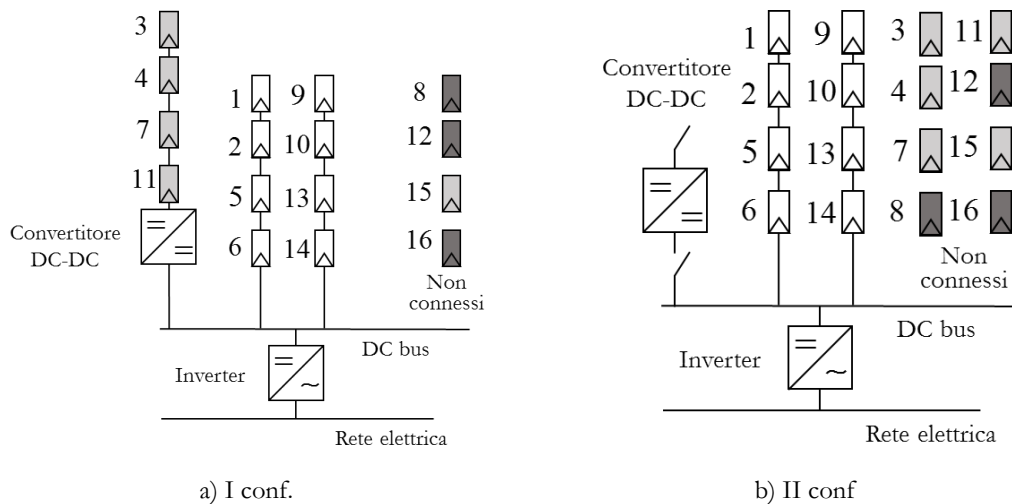 3
4
7
11
Convertitore
DC-DC
1
2
5
6
9
10
13
14
8
12
15
16
Non
connessi
DC bus
Inverter
Rete elettrica
a) I conf.
Convertitore
DC-DC
1
2
5
6
9
10
13
14
3
4
7
8
11
12
15
16
Non
connessi
DC bus
Inverter
Rete elettrica
b) II conf